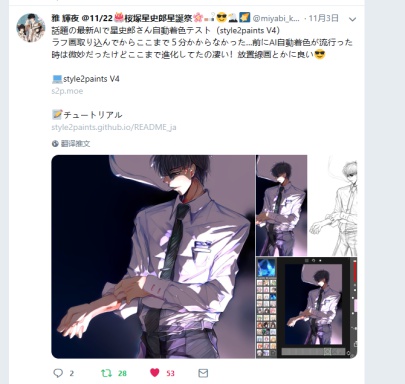 雅 輝夜 @11/22桜塚星史郎星誕祭 @miyabi_k... · 11月3日
話題の最新AIで星史郎さん自動着色テスト（style2paints V4）
ラフ画取り込んでからここまで５分かからなかった…前にAI自動着色が流行った
時は微妙だったけどここまで進化してたの凄い！放置線画とかに良い
style2paints V4
s2p.moe
チュートリアル
style2paints.github.io/README_ja
翻译推文
2 28 53